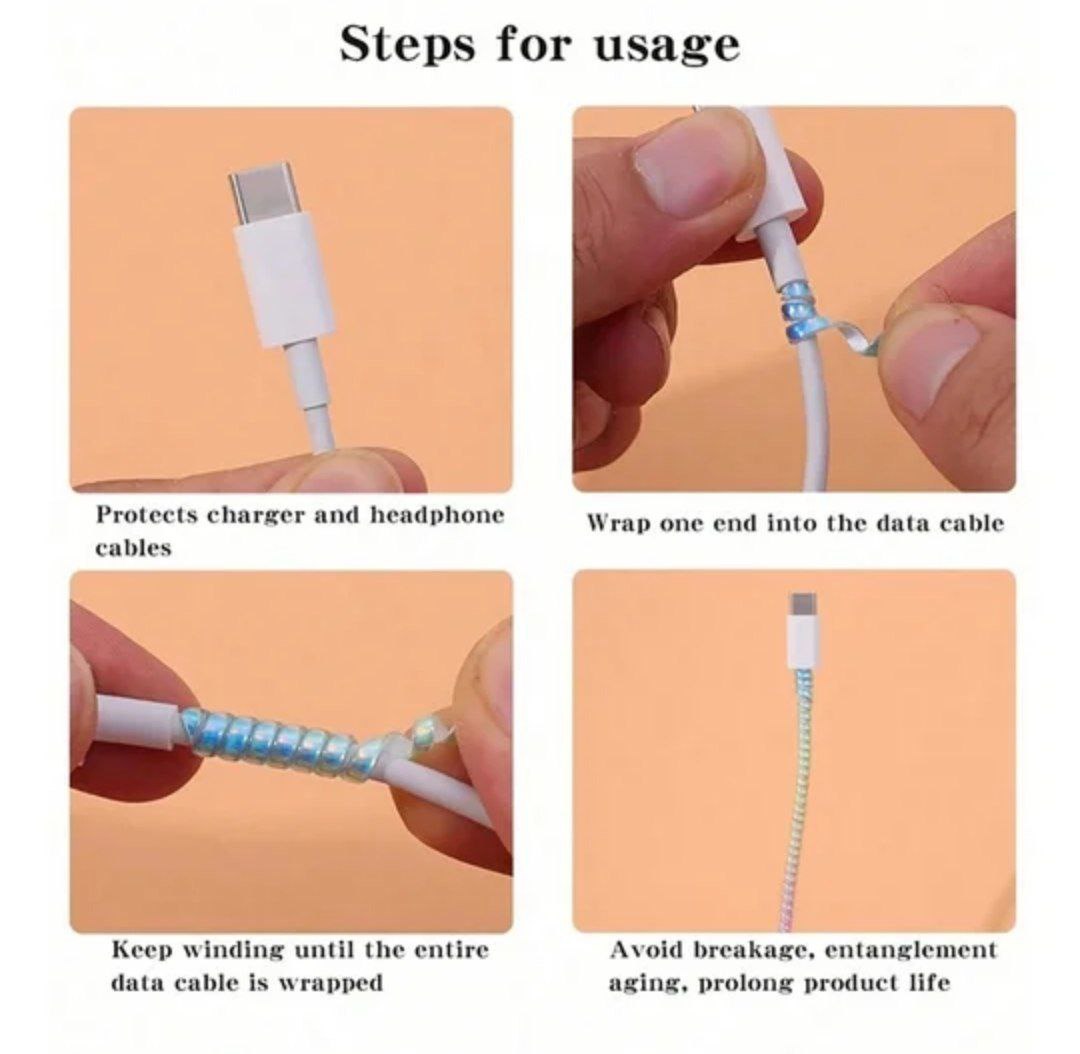 Steps for usage
Protects charger and headphone
cables
Wrap one end into the data cable
Keep winding until the entire
data cable is wrapped
Avoid breakage, entanglement
aging, prolong product life